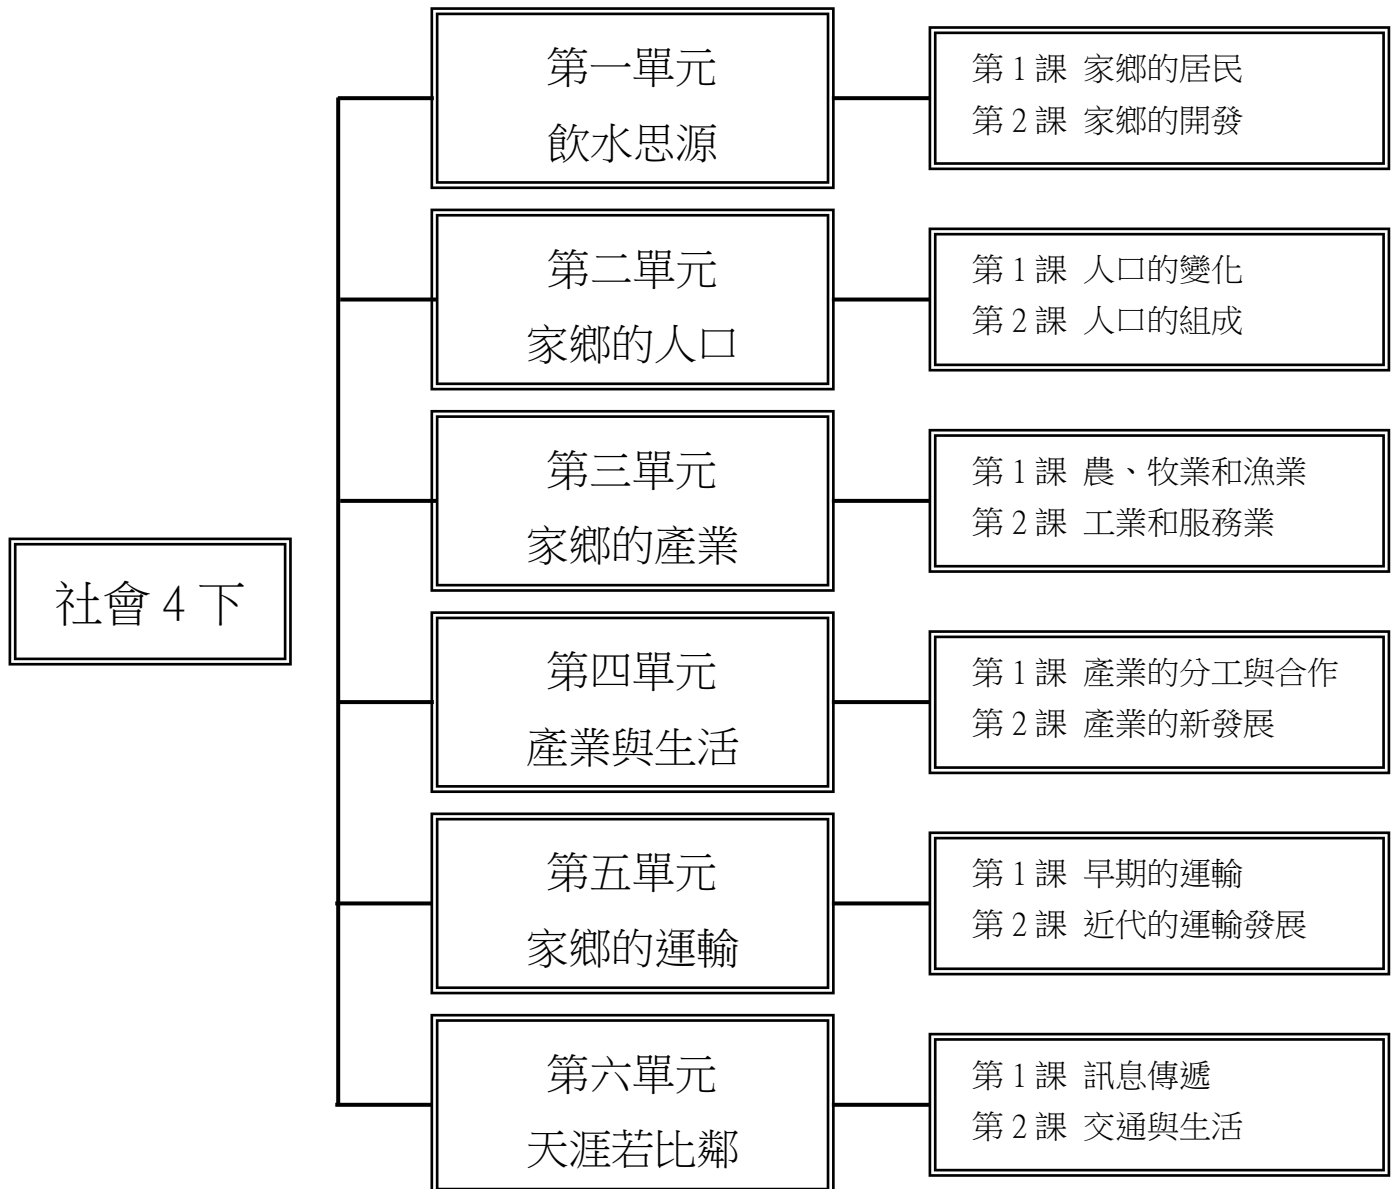 社會 4 下
第一單元
飲水思源
第 1 課 家鄉的居民
第 2 課 家鄉的開發
第二單元
家鄉的人口
第 1 課 人口的變化
第 2 課 人口的組成
第三單元
家鄉的產業
第 1 課 農、牧業和漁業
第 2 課 工業和服務業
第四單元
產業與生活
第 1 課 產業的分工與合作
第 2 課 產業的新發展
第五單元
家鄉的運輸
第 1 課 早期的運輸
第 2 課 近代的運輸發展
第六單元
天涯若比鄰
第 1 課 訊息傳遞
第 2 課 交通與生活